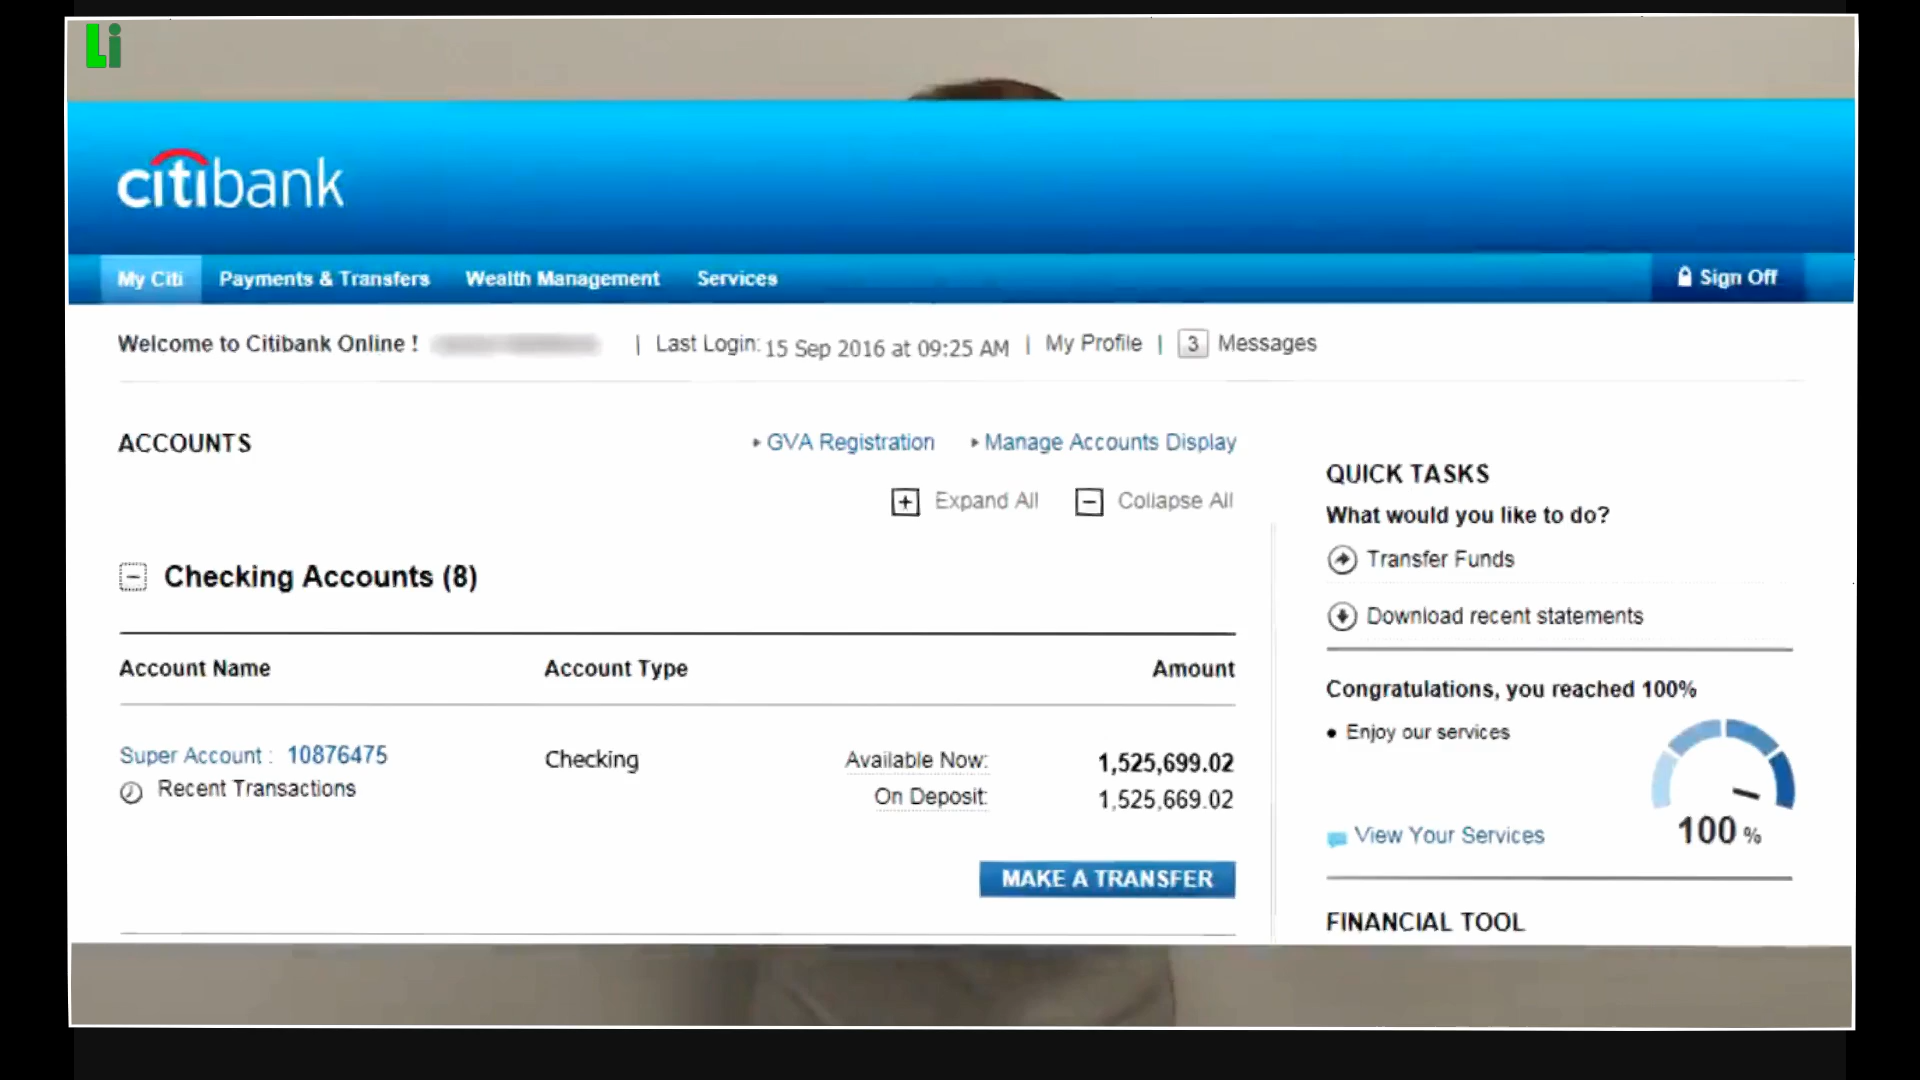 Li
citibank
My Citi Payments & Transfers Wealth Management Services Sign Off
Welcome to Citibank Online ! | Last Login: 15 Sep 2016 at 09:25 AM | My Profile | 3 Messages
ACCOUNTS
GVA Registration Manage Accounts Display
+ Expand All − Collapse All
− Checking Accounts (8)
Account Name Account Type Amount
Super Account : 10876475 Checking Available Now: 1,525,699.02
Recent Transactions On Deposit: 1,525,669.02
MAKE A TRANSFER
QUICK TASKS
What would you like to do?
Transfer Funds
Download recent statements
Congratulations, you reached 100%
• Enjoy our services
View Your Services
100 %
FINANCIAL TOOL